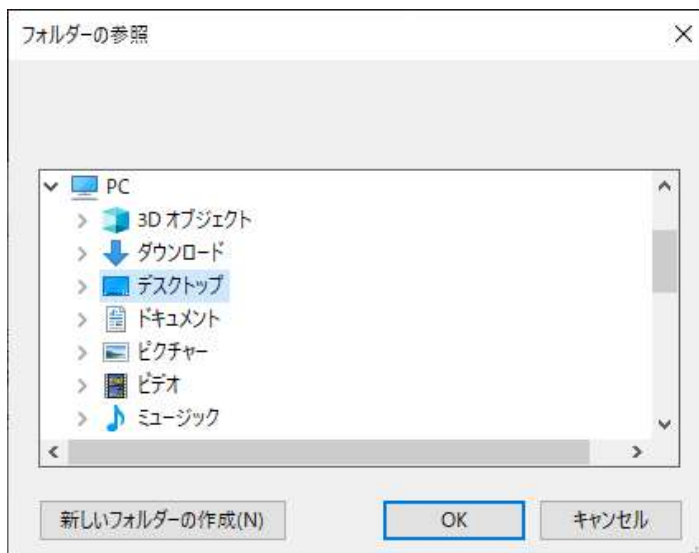 フォルダーの参照
PC
3D オブジェクト
ダウンロード
デスクトップ
ドキュメント
ピクチャー
ビデオ
ミュージック
新しいフォルダーの作成(N)
OK
キャンセル